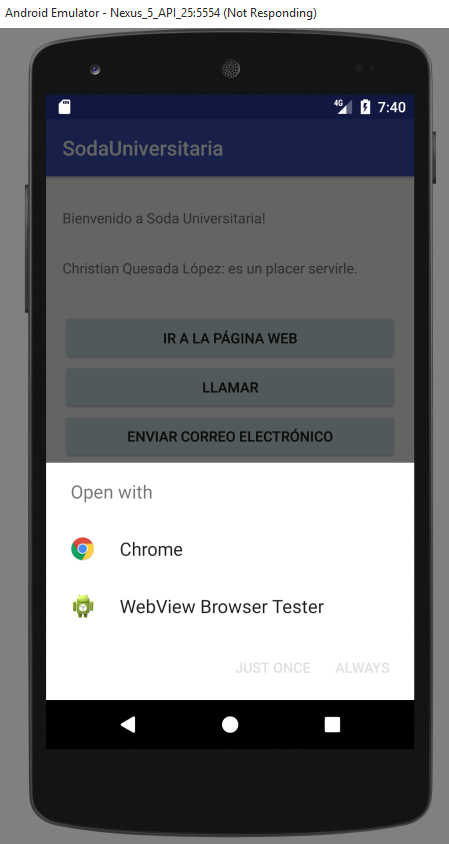 Android Emulator - Nexus_5_API_25:5554 (Not Responding)
4G 7:40
SodaUniversitaria
Bienvenido a Soda Universitaria!
Christian Quesada López: es un placer servirle.
IR A LA PÁGINA WEB
LLAMAR
ENVIAR CORREO ELECTRÓNICO
Open with
Chrome
WebView Browser Tester
JUST ONCE ALWAYS